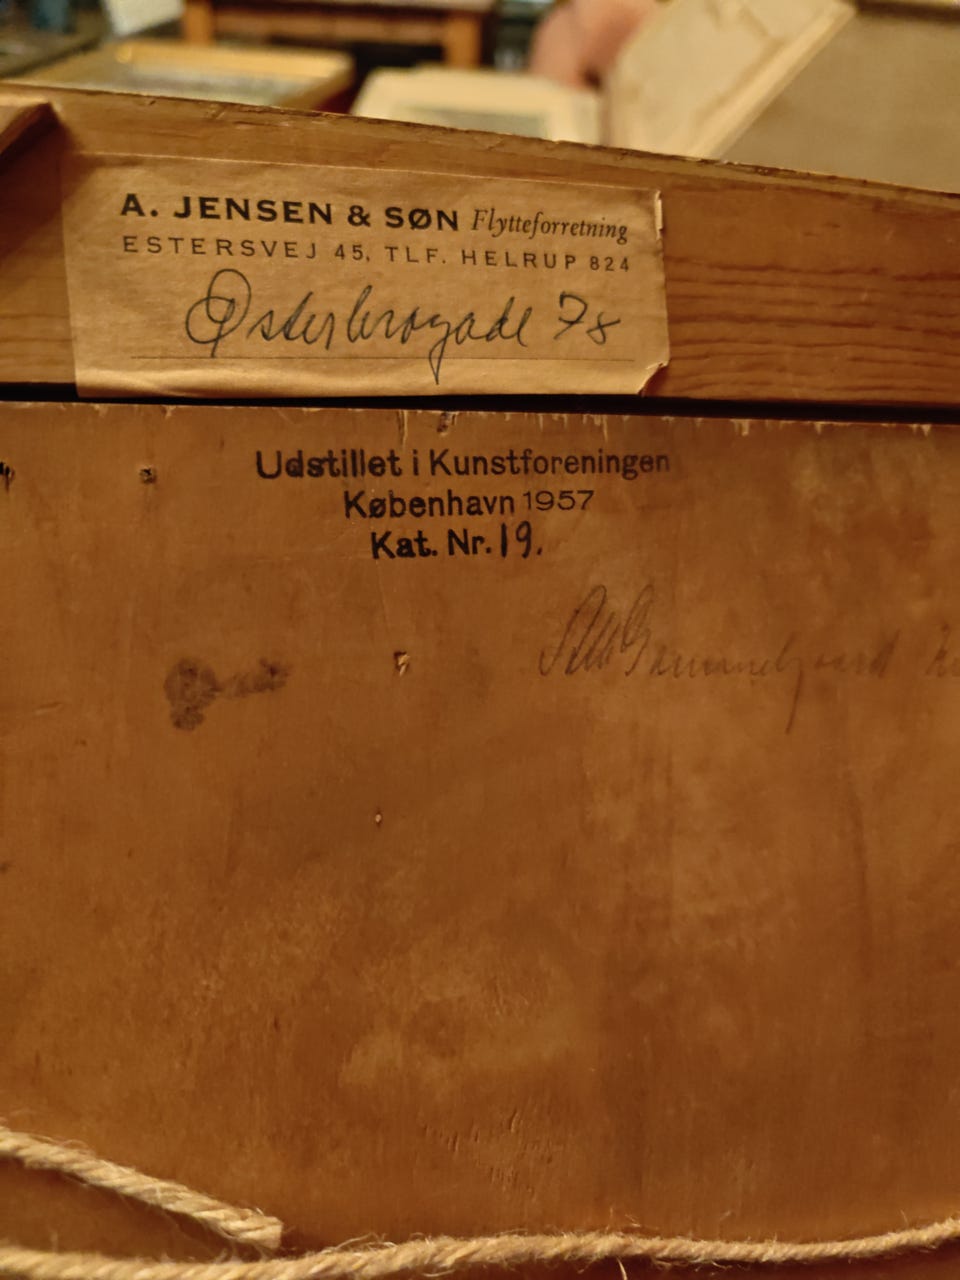 A. JENSEN & SØN Flytteforretning
ESTERSVEJ 45, TLF. HELRUP 824
Østerbrogade 78
Udstillet i Kunstforeningen
København 1957
Kat. Nr. 19.